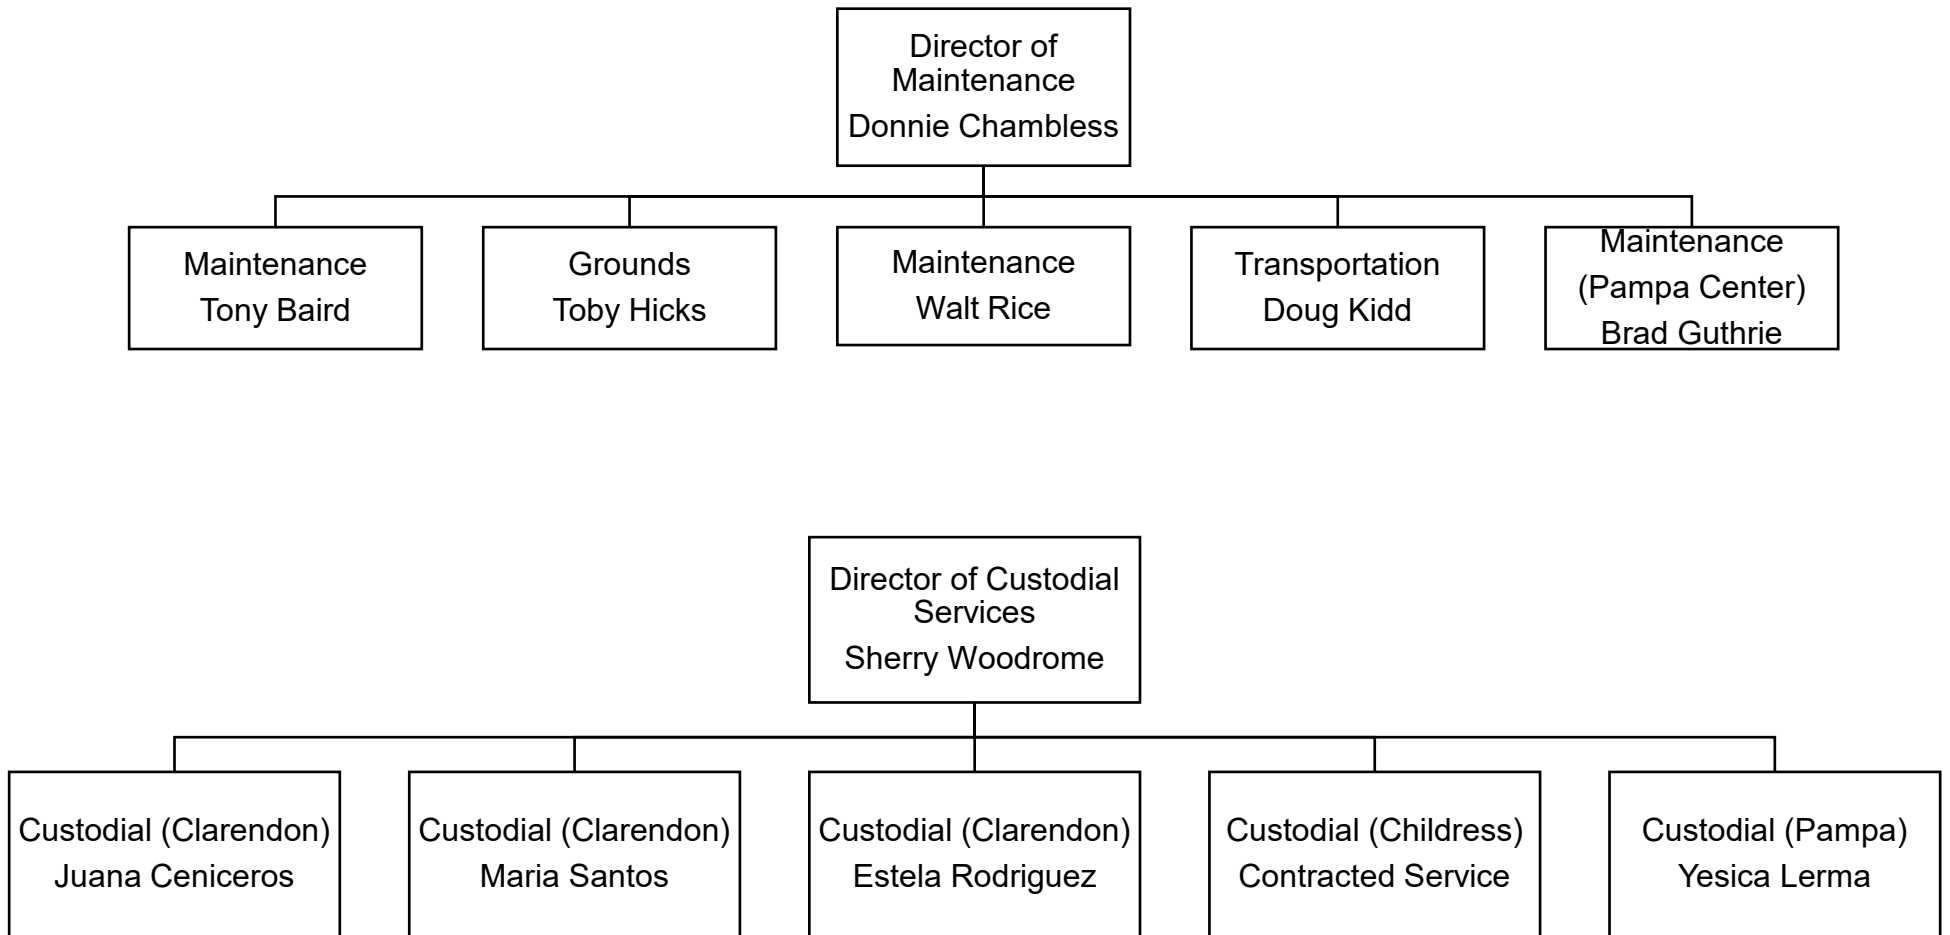 Director of
Maintenance
Donnie Chambless
Maintenance
Tony Baird
Grounds
Toby Hicks
Maintenance
Walt Rice
Transportation
Doug Kidd
Maintenance
(Pampa Center)
Brad Guthrie
Director of Custodial
Services
Sherry Woodrome
Custodial (Clarendon)
Juana Ceniceros
Custodial (Clarendon)
Maria Santos
Custodial (Clarendon)
Estela Rodriguez
Custodial (Childress)
Contracted Service
Custodial (Pampa)
Yesica Lerma